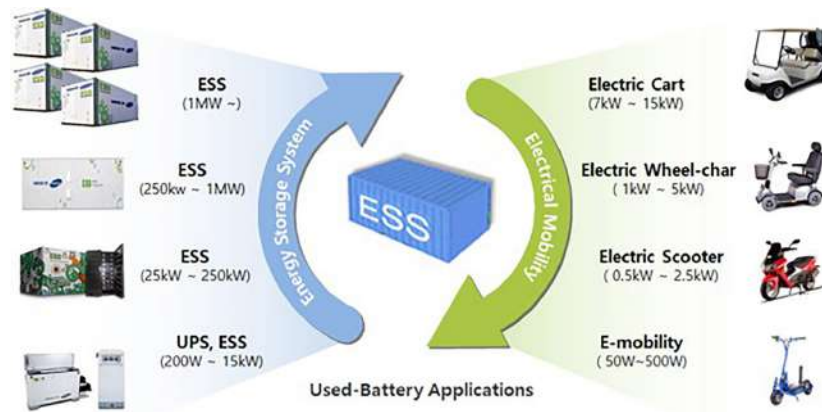 ESS
(1MW ~)
ESS
(250kw ~ 1MW)
ESS
(25kW ~ 250kW)
UPS, ESS
(200W ~ 15kW)
Energy Storage System
ESS
Electrical Mobility
Electric Cart
(7kW ~ 15kW)
Electric Wheel-char
( 1kW ~ 5kW)
Electric Scooter
( 0.5kW ~ 2.5kW)
E-mobility
( 50W~500W)
Used-Battery Applications